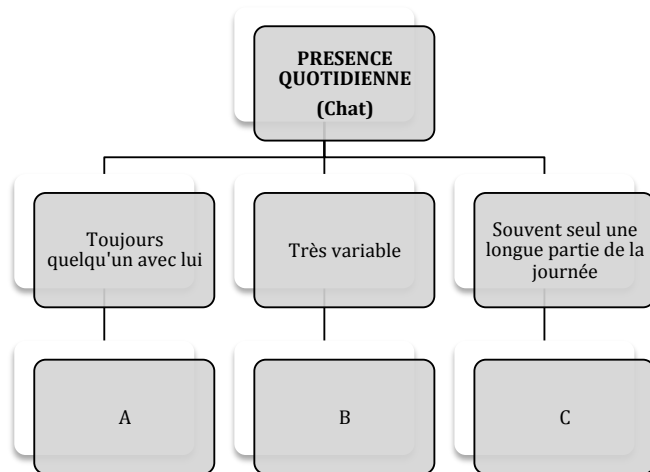 PRESENCE
QUOTIDIENNE
(Chat)
Toujours
quelqu'un avec lui
Très variable
Souvent seul une
longue partie de la
journée
A
B
C